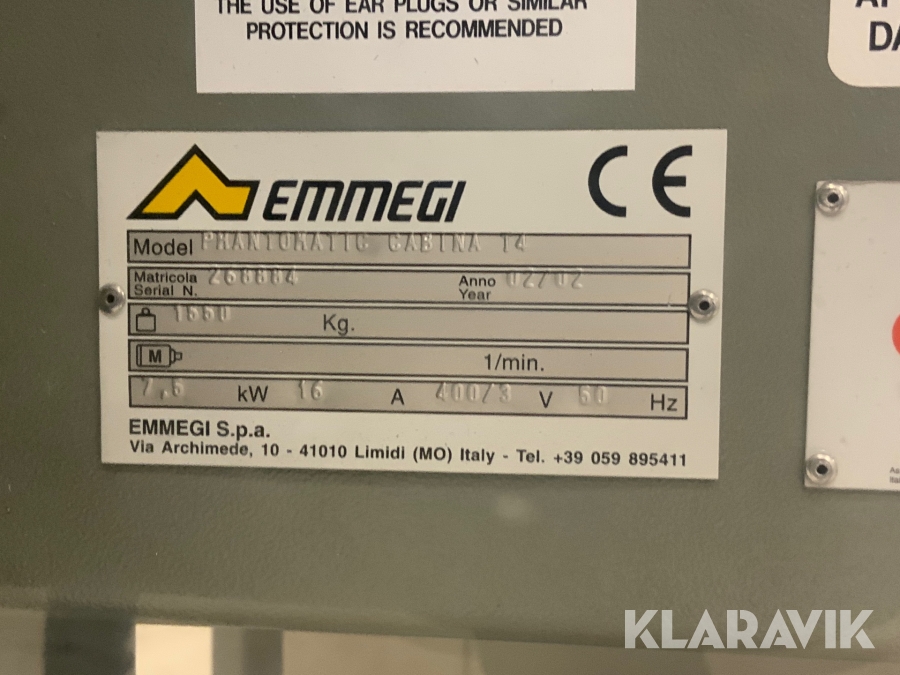 THE USE OF EAR PLUGS OR SIMILAR
PROTECTION IS RECOMMENDED
EMMEGI CE
Model PHANTOMATIC CABINA T4
Matricola
Serial N. 268884 Anno
Year 02/02
1550 Kg.
M 1/min.
7,5 kW 16 A 400/3 V 50 Hz
EMMEGI S.p.a.
Via Archimede, 10 - 41010 Limidi (MO) Italy - Tel. +39 059 895411
KLARAVIK